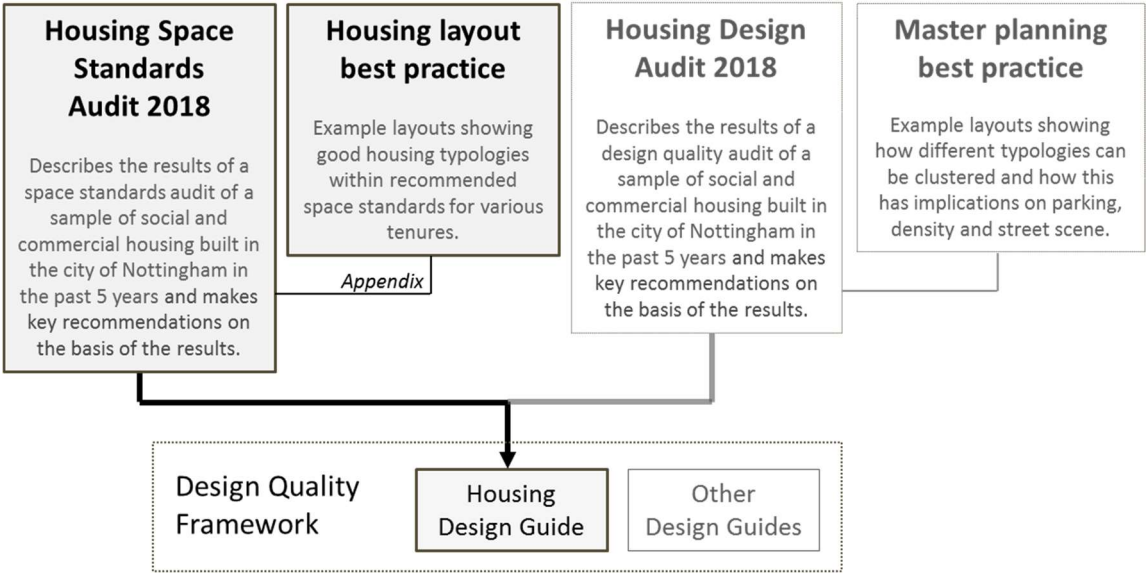 Housing Space
Standards
Audit 2018
Describes the results of a
space standards audit of a
sample of social and
commercial housing built in
the city of Nottingham in
the past 5 years and makes
key recommendations on
the basis of the results.
Housing layout
best practice
Example layouts showing
good housing typologies
within recommended
space standards for various
tenures.
Appendix
Housing Design
Audit 2018
Describes the results of a
design quality audit of a
sample of social and
commercial housing built in
the city of Nottingham in
the past 5 years and makes
key recommendations on
the basis of the results.
Master planning
best practice
Example layouts showing
how different typologies can
be clustered and how this
has implications on parking,
density and street scene.
Design Quality
Framework
Housing
Design Guide
Other
Design Guides